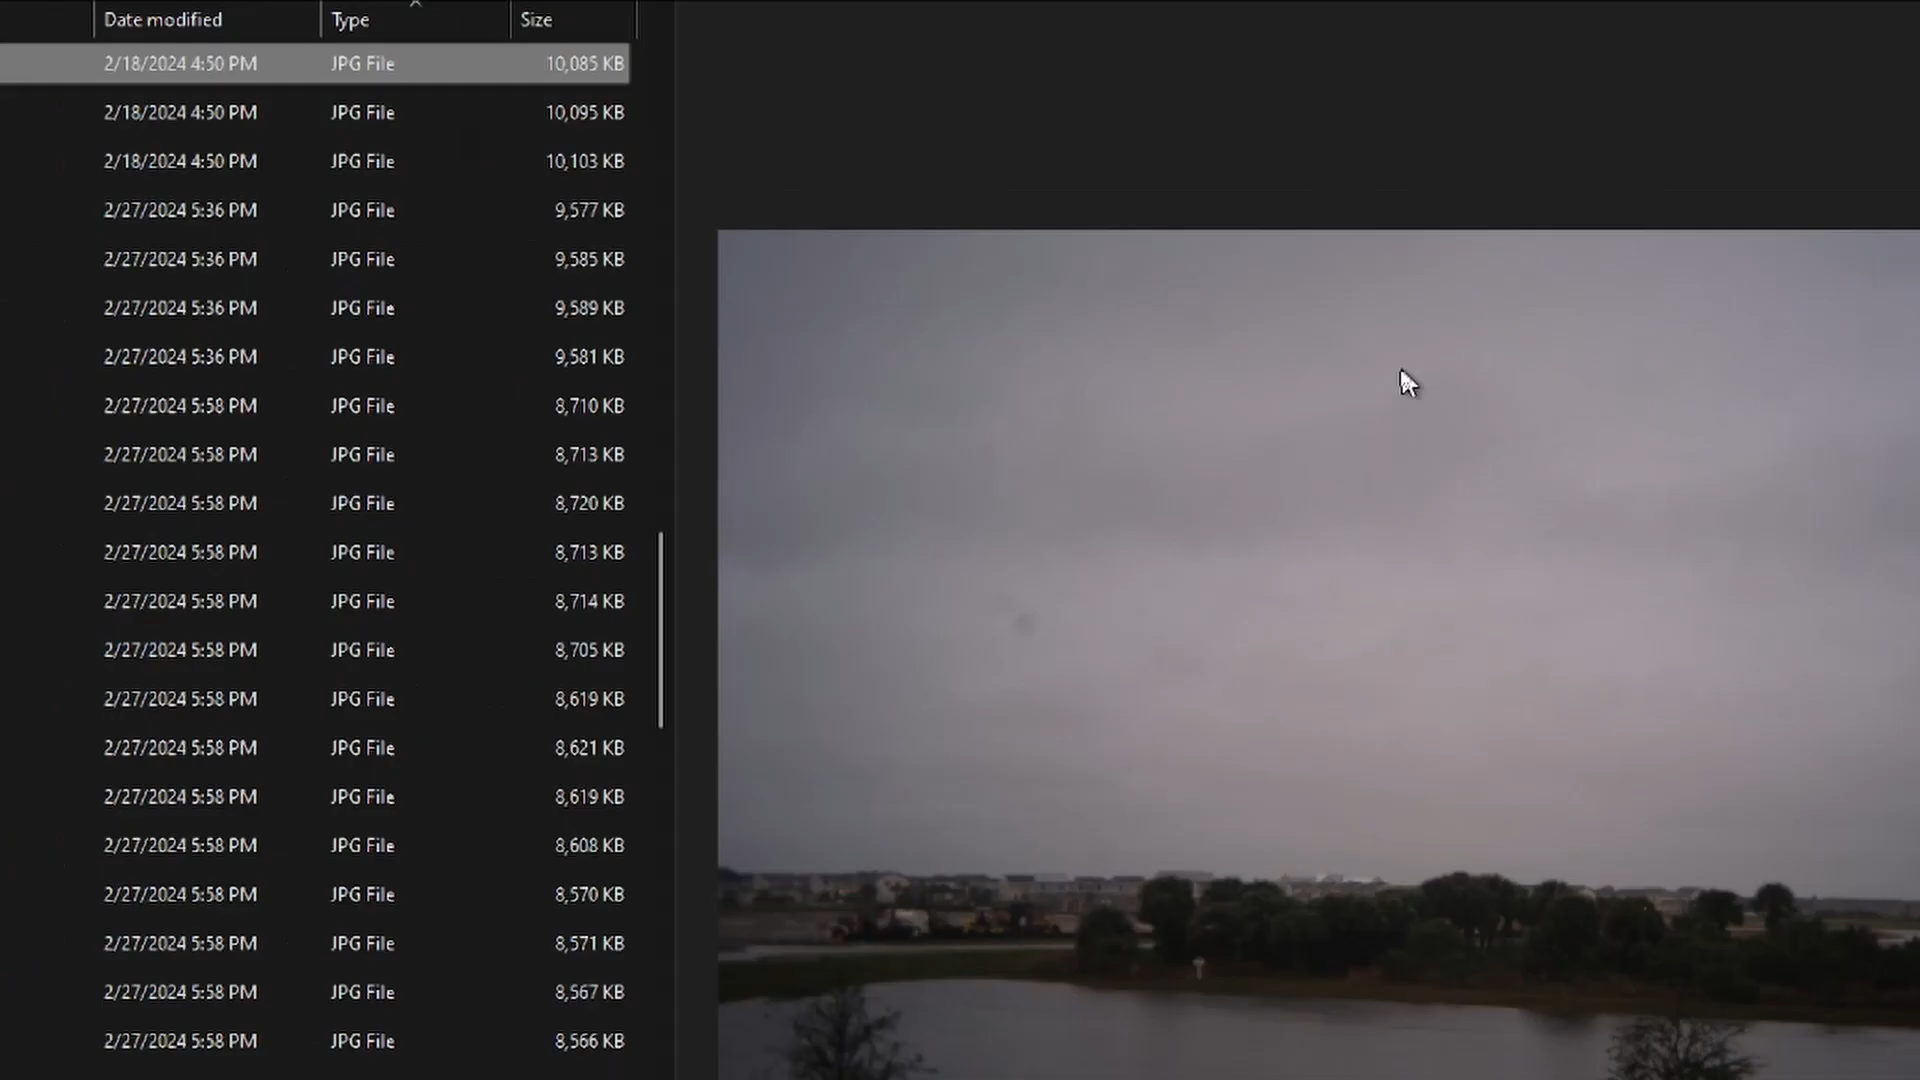 Date modified Type Size
2/18/2024 4:50 PM JPG File 10,085 KB
2/18/2024 4:50 PM JPG File 10,095 KB
2/18/2024 4:50 PM JPG File 10,103 KB
2/27/2024 5:36 PM JPG File 9,577 KB
2/27/2024 5:36 PM JPG File 9,585 KB
2/27/2024 5:36 PM JPG File 9,589 KB
2/27/2024 5:36 PM JPG File 9,581 KB
2/27/2024 5:58 PM JPG File 8,710 KB
2/27/2024 5:58 PM JPG File 8,713 KB
2/27/2024 5:58 PM JPG File 8,720 KB
2/27/2024 5:58 PM JPG File 8,713 KB
2/27/2024 5:58 PM JPG File 8,714 KB
2/27/2024 5:58 PM JPG File 8,705 KB
2/27/2024 5:58 PM JPG File 8,619 KB
2/27/2024 5:58 PM JPG File 8,621 KB
2/27/2024 5:58 PM JPG File 8,619 KB
2/27/2024 5:58 PM JPG File 8,608 KB
2/27/2024 5:58 PM JPG File 8,570 KB
2/27/2024 5:58 PM JPG File 8,571 KB
2/27/2024 5:58 PM JPG File 8,567 KB
2/27/2024 5:58 PM JPG File 8,566 KB